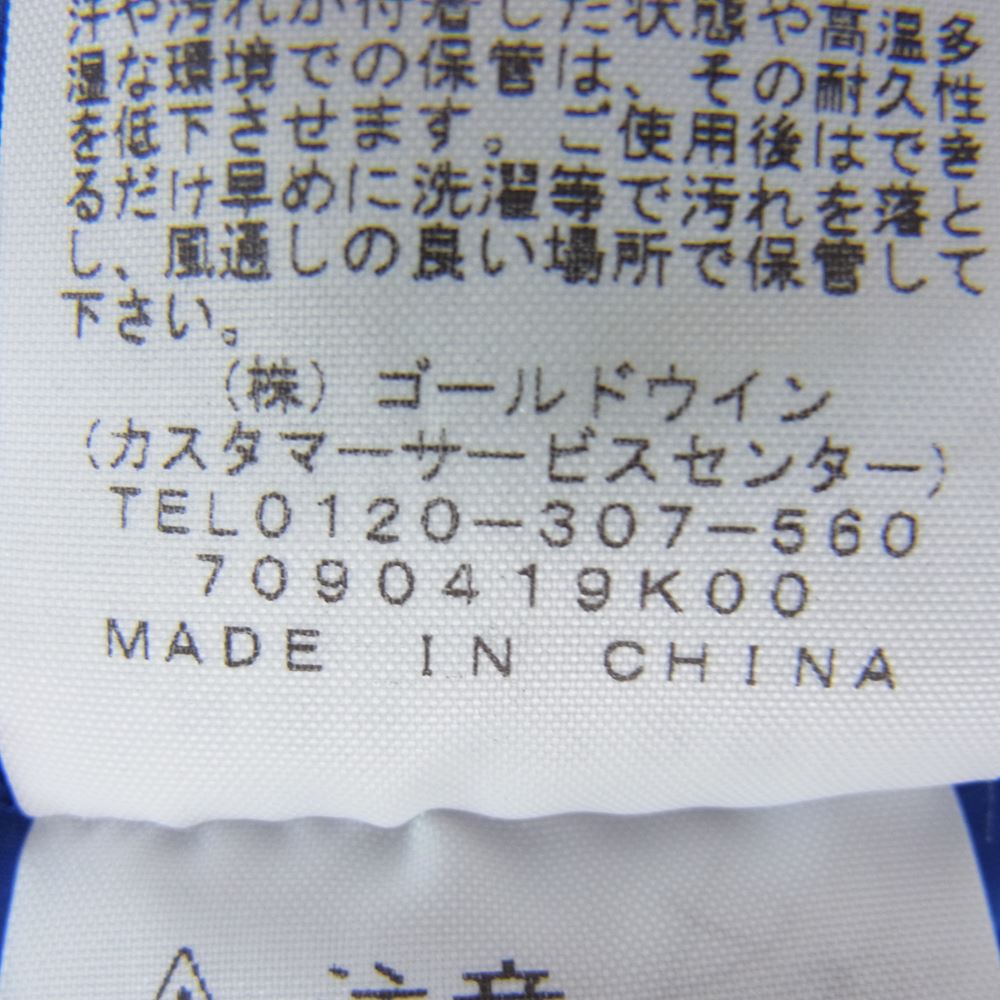 汗や汚れが付着した状態や高温多
湿な環境での保管は、その耐久性
を低下させます。ご使用後はでき
るだけ早めに洗濯等で汚れを落と
し、風通しの良い場所で保管して
下さい。
(株)ゴールドウイン
(カスタマーサービスセンター)
TEL0120-307-560
7090419K00
MADE IN CHINA
注意